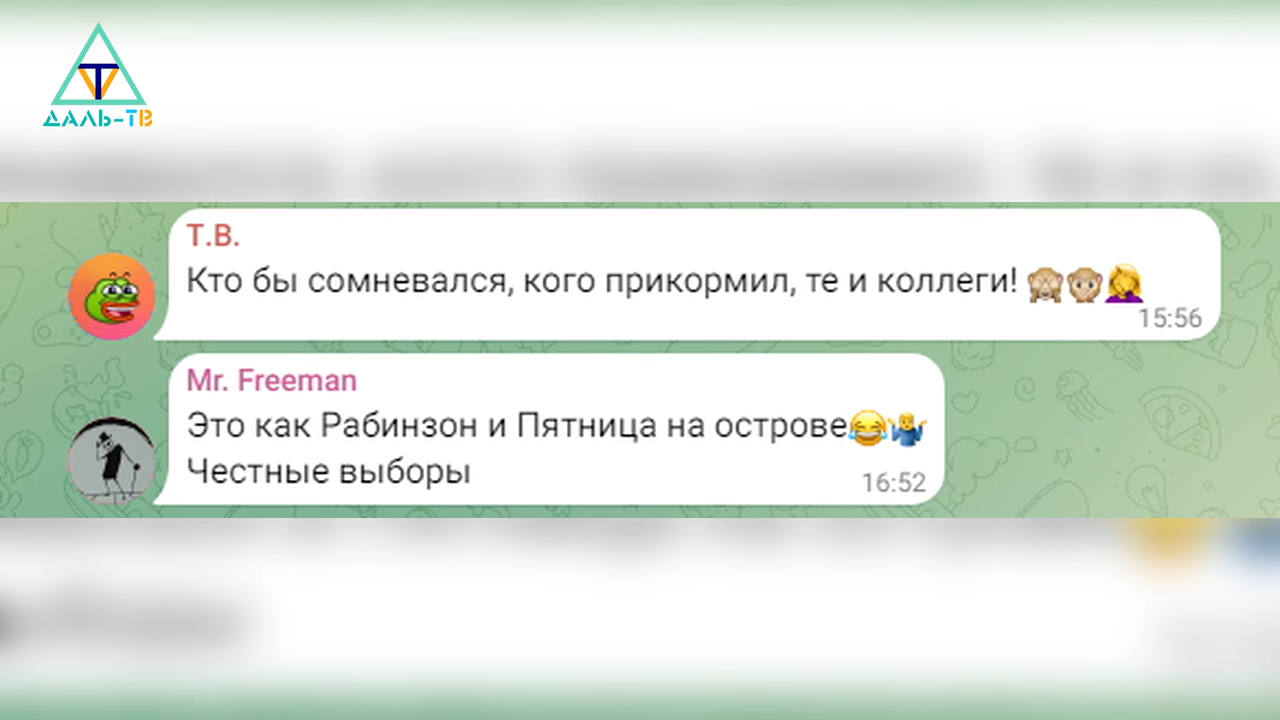 ДАЛЬ-ТВ
Т.В.
Кто бы сомневался, кого прикормил, те и коллеги! 🙈🙊🤦‍♀️
15:56
Mr. Freeman
Это как Рабинзон и Пятница на острове😂🤷‍♂️
Честные выборы
16:52